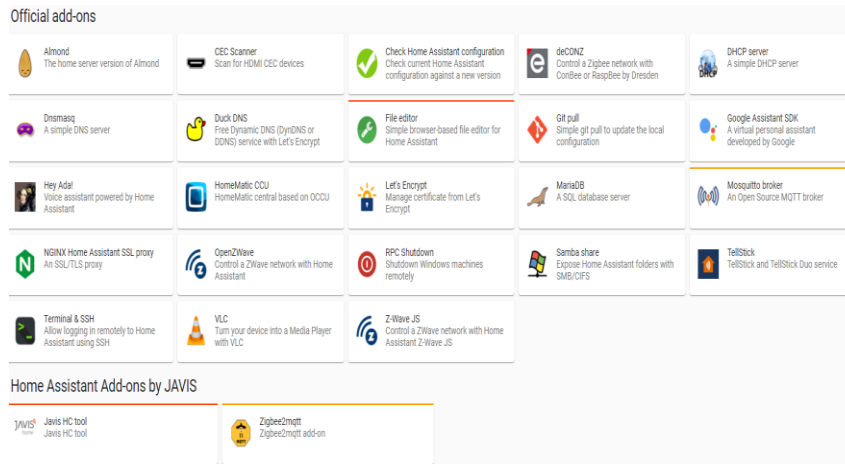 Official add-ons
Almond
The home server version of Almond
CEC Scanner
Scan for HDMI CEC devices
Check Home Assistant configuration
Check current Home Assistant
configuration against a new version
deCONZ
Control a Zigbee network with
ConBee or RaspBee by Dresden
DHCP
DHCP server
A simple DHCP server
Dnsmasq
A simple DNS server
Duck DNS
Free Dynamic DNS (DynDNS or
DDNS) service with Let's Encrypt
File editor
Simple browser-based file editor for
Home Assistant
Git pull
Simple git pull to update the local
configuration
Google Assistant SDK
A virtual personal assistant
developed by Google
Hey Ada!
Voice assistant powered by Home
Assistant
HomeMatic CCU
HomeMatic central based on OCCU
Let's Encrypt
Manage certificate from Let's
Encrypt
MariaDB
A SQL database server
Mosquitto broker
An Open Source MQTT broker
N
NGINX Home Assistant SSL proxy
An SSL/TLS proxy
OpenZWave
Control a ZWave network with Home
Assistant
RPC Shutdown
Shutdown Windows machines
remotely
Samba share
Expose Home Assistant folders with
SMB/CIFS
TellStick
TellStick and TellStick Duo service
Terminal & SSH
Allow logging in remotely to Home
Assistant using SSH
VLC
Turn your device into a Media Player
with VLC
Z-Wave JS
Control a ZWave network with Home
Assistant Z-Wave JS
Home Assistant Add-ons by JAVIS
JAVIS
Javis HC tool
Javis HC tool
MQTT
Zigbee2mqtt
Zigbee2mqtt add-on